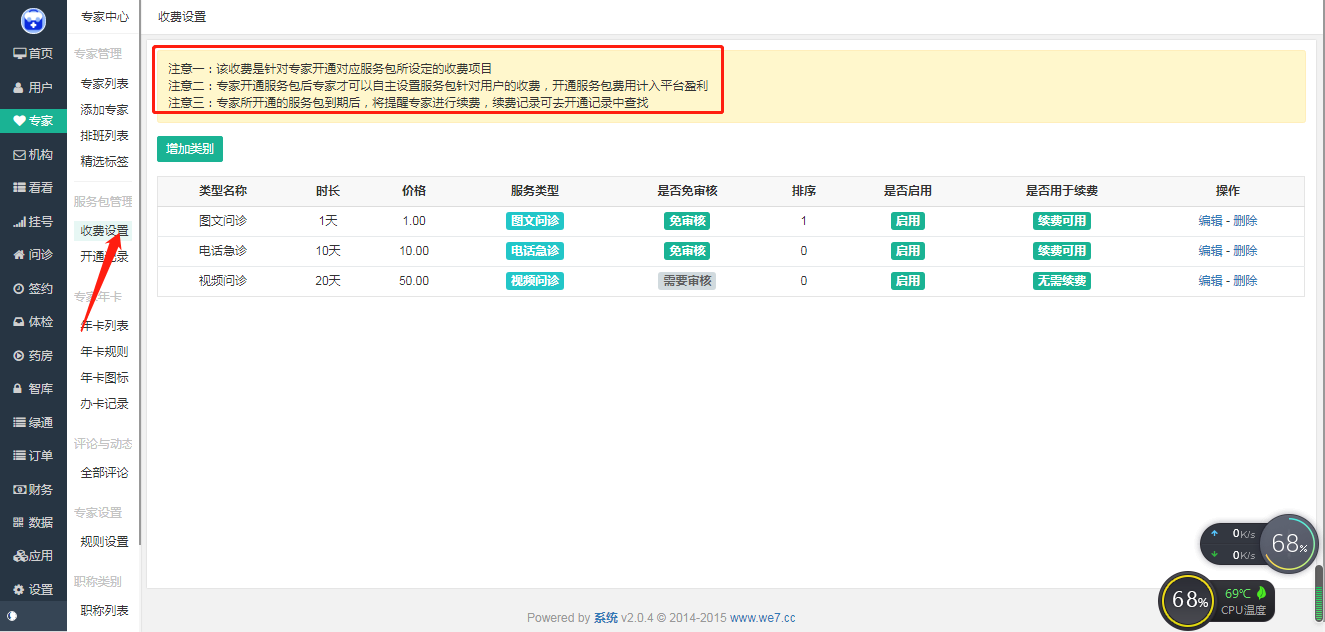 首页
用户
专家
机构
看看
挂号
问诊
签约
体检
药房
智库
绿通
订单
财务
数据
应用
设置
专家中心
专家管理
专家列表
添加专家
排班列表
精选标签
服务包管理
收费设置
开通记录
专家年卡
年卡列表
年卡规则
年卡图标
办卡记录
评论与动态
全部评论
专家设置
规则设置
职称类别
职称列表
收费设置
注意一：该收费是针对专家开通对应服务包所设定的收费项目
注意二：专家开通服务包后专家才可以自主设置服务包针对用户的收费，开通服务包费用计入平台盈利
注意三：专家所开通的服务包到期后，将提醒专家进行续费，续费记录可去开通记录中查找
增加类别
类型名称 时长 价格 服务类型 是否免审核 排序 是否启用 是否用于续费 操作
图文问诊 1天 1.00 图文问诊 免审核 1 启用 续费可用 编辑 - 删除
电话急诊 10天 10.00 电话急诊 免审核 0 启用 续费可用 编辑 - 删除
视频问诊 20天 50.00 视频问诊 需要审核 0 启用 无需续费 编辑 - 删除
0K/s
0K/s
68%
68%
69℃
CPU温度
Powered by 系统 v2.0.4 © 2014-2015 www.we7.cc